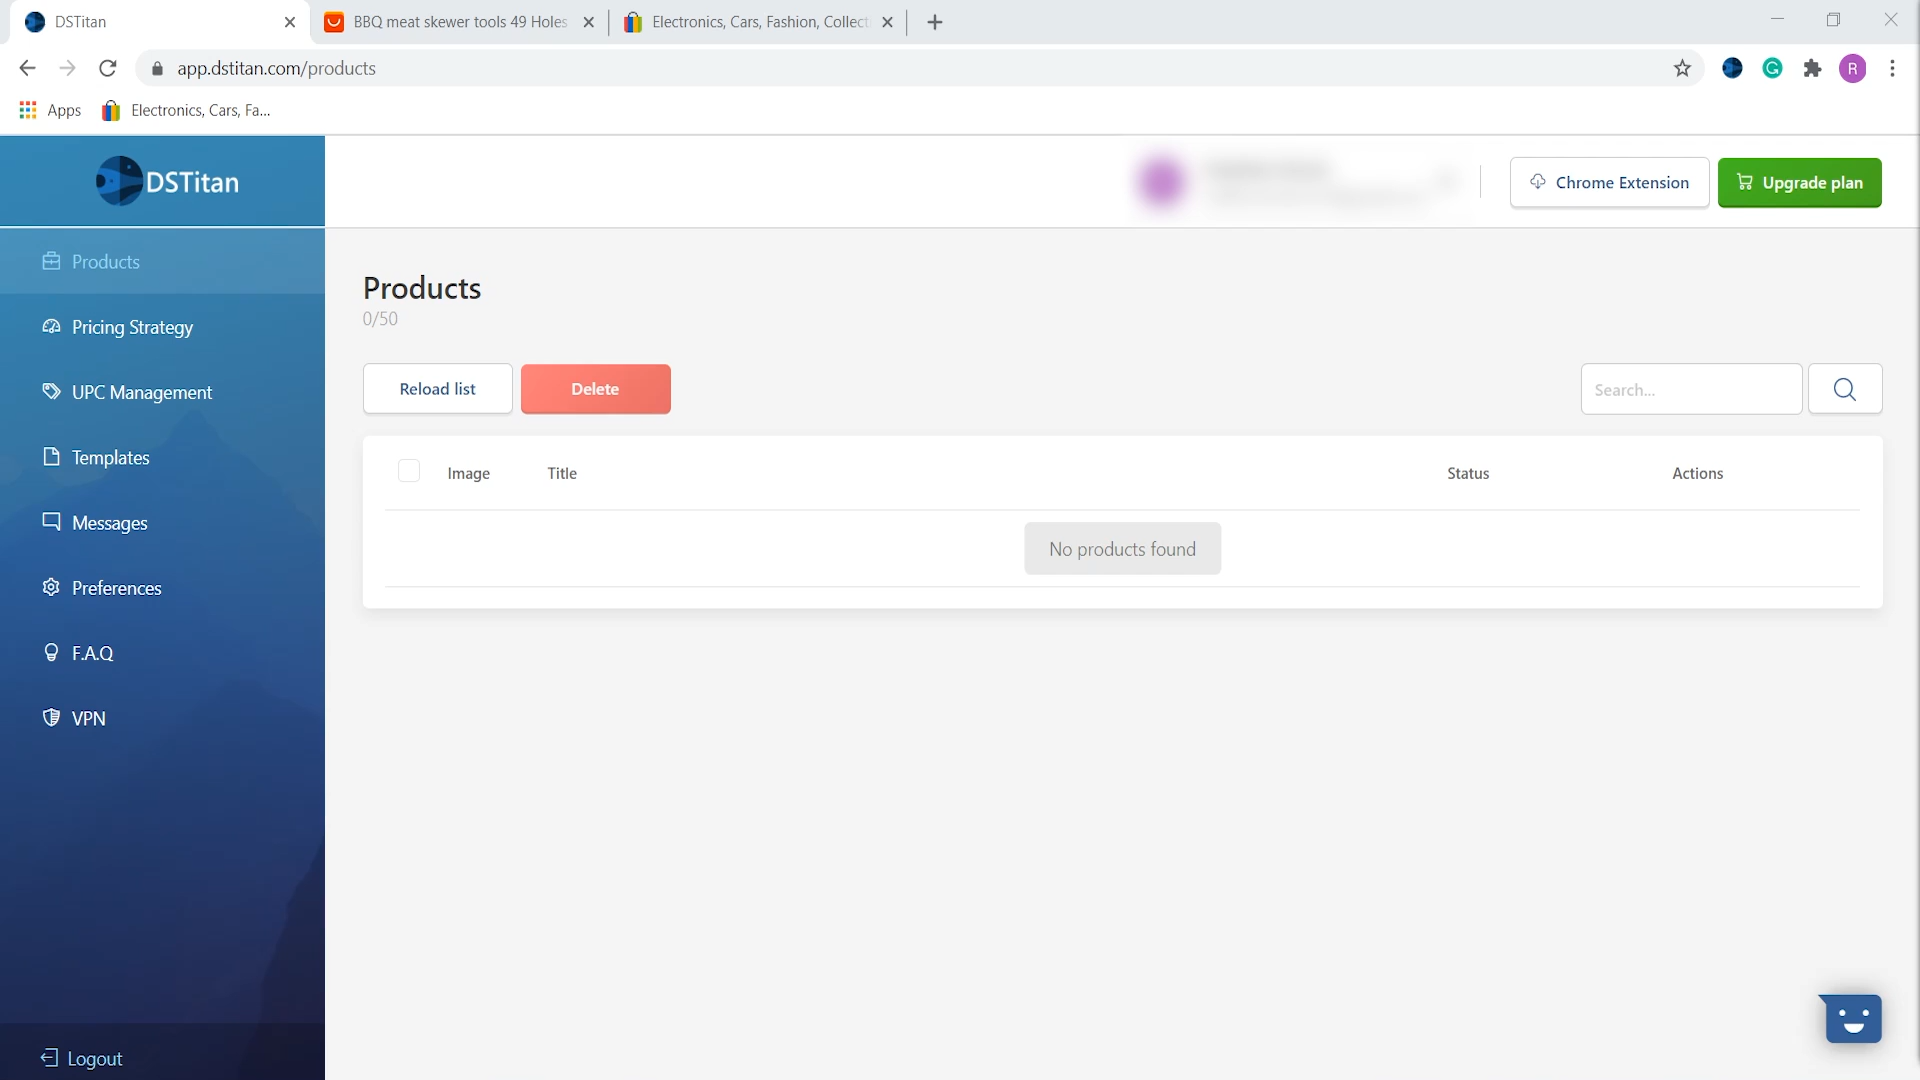 DSTitan
BBQ meat skewer tools 49 Holes
Electronics, Cars, Fashion, Collect
app.dstitan.com/products
G
R
Apps
Electronics, Cars, Fa...
DSTitan
Chrome Extension
Upgrade plan
Products
Pricing Strategy
UPC Management
Templates
Messages
Preferences
F.A.Q
VPN
Logout
Products
0/50
Reload list
Delete
Search...
Image
Title
Status
Actions
No products found